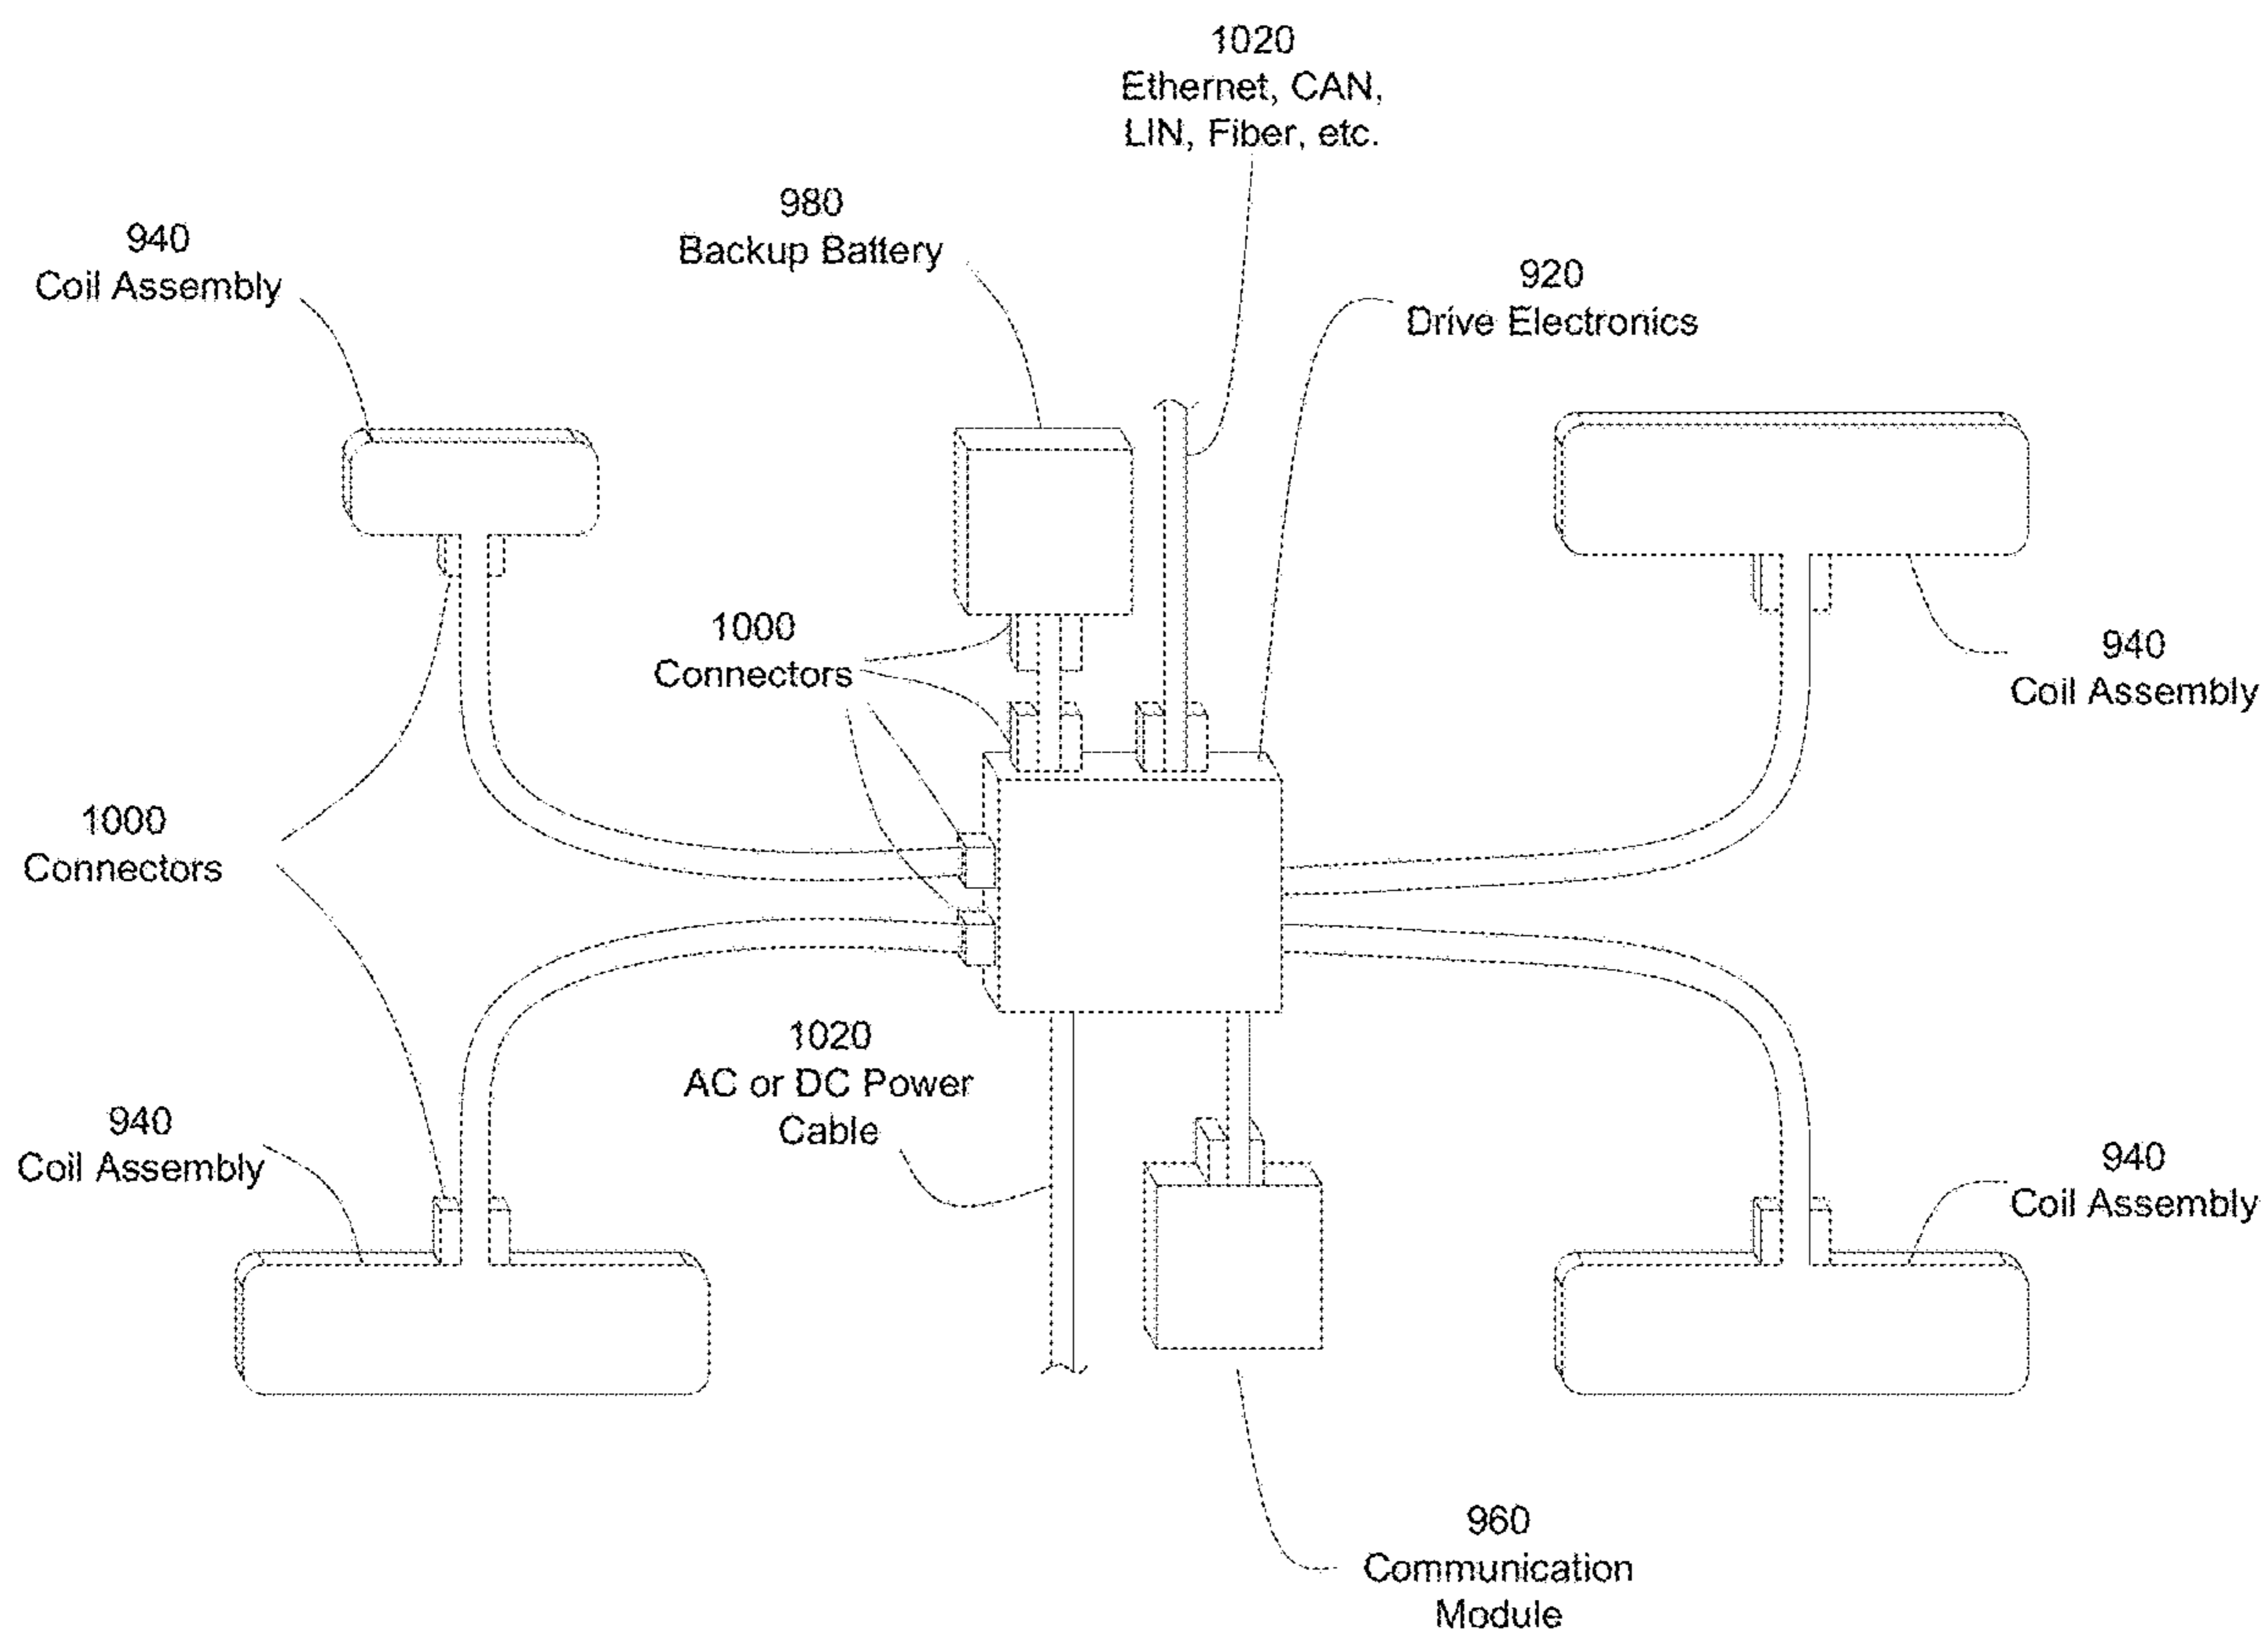 1020
Ethernet, CAN,
LIN, Fiber, etc.
980
Backup Battery
940
Coil Assembly
920
Drive Electronics
1000
Connectors
940
Coil Assembly
1000
Connectors
1020
AC or DC Power
Cable
940
Coil Assembly
940
Coil Assembly
960
Communication
Module